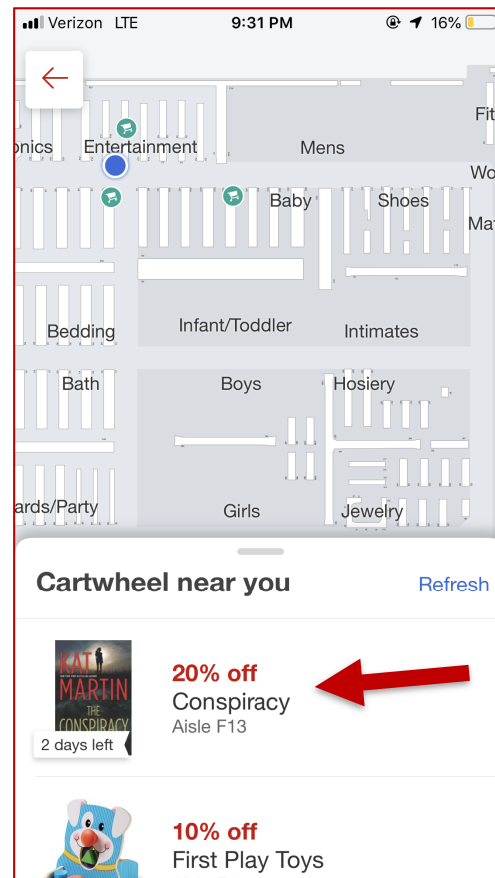 Verizon LTE 9:31 PM 16%
Fit
onics Entertainment Mens
Wo
Baby Shoes
Mat
Bedding Infant/Toddler Intimates
Bath Boys Hosiery
ards/Party Girls Jewelry
Cartwheel near you Refresh
KAT
MARTIN
THE
CONSPIRACY
2 days left
20% off
Conspiracy
Aisle F13
10% off
First Play Toys